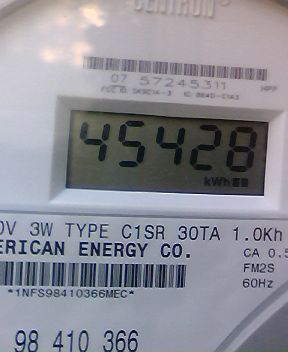 CENTRON®
07 57245311
45428
kWh
0V 3W TYPE C1SR 30TA 1.0Kh
ERICAN ENERGY CO.
CA 0.5
FM2S
60Hz
*1NFS98410366MEC*
98 410 366